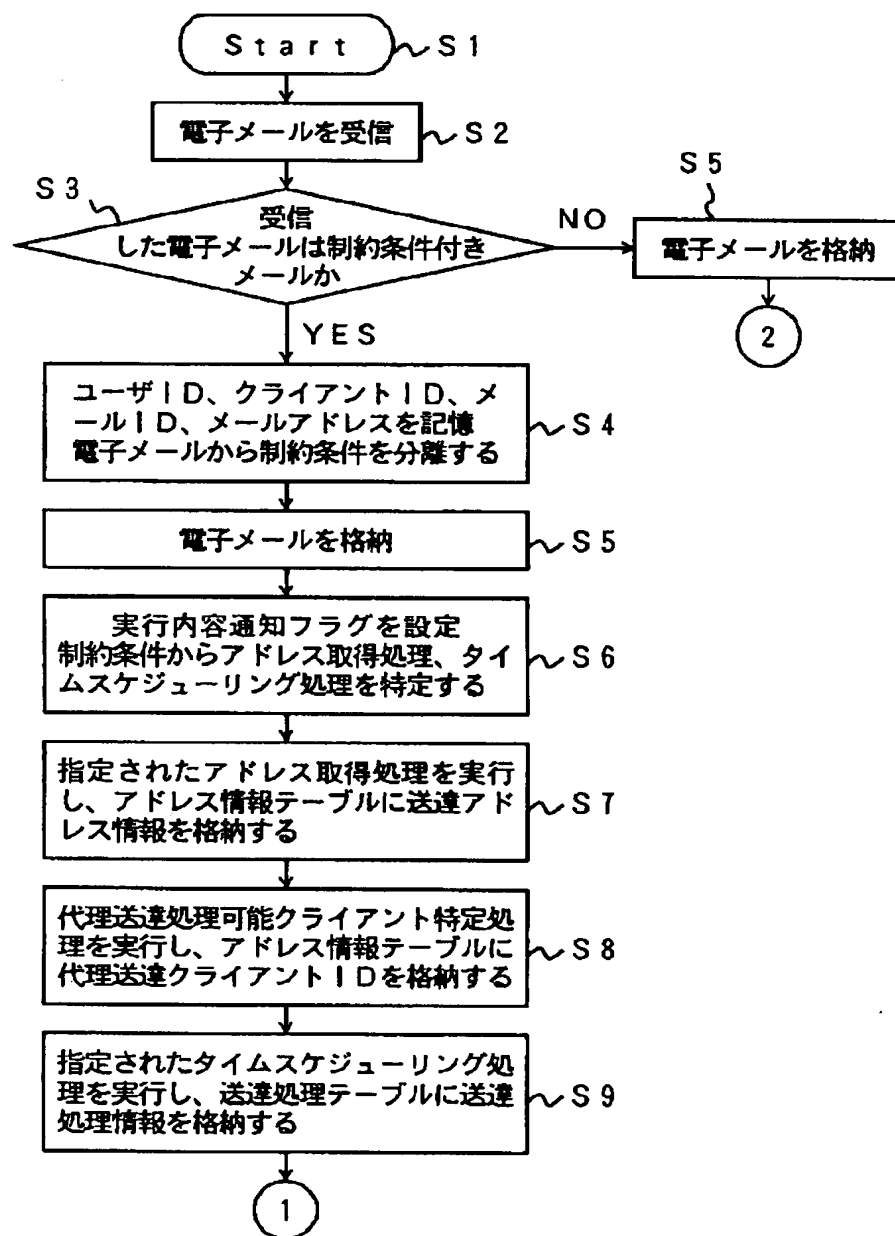 Start
S1
電子メールを受信
S2
S3
受信
した電子メールは制約条件付き
メールか
NO
S5
電子メールを格納
2
YES
ユーザID、クライアントID、メ
ールID、メールアドレスを記憶
電子メールから制約条件を分離する
S4
電子メールを格納
S5
実行内容通知フラグを設定
制約条件からアドレス取得処理、タイ
ムスケジューリング処理を特定する
S6
指定されたアドレス取得処理を実行
し、アドレス情報テーブルに送達アド
レス情報を格納する
S7
代理送達処理可能クライアント特定処
理を実行し、アドレス情報テーブルに
代理送達クライアントIDを格納する
S8
指定されたタイムスケジューリング処
理を実行し、送達処理テーブルに送達
処理情報を格納する
S9
1